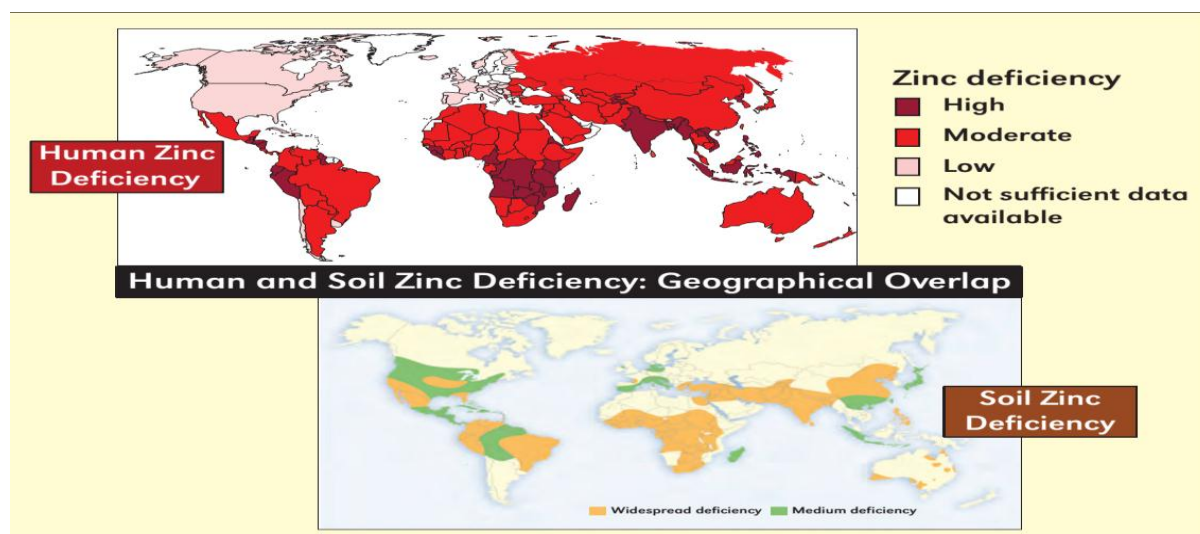 Human Zinc
Deficiency
Zinc deficiency
High
Moderate
Low
Not sufficient data
available
Human and Soil Zinc Deficiency: Geographical Overlap
Soil Zinc
Deficiency
Widespread deficiency
Medium deficiency